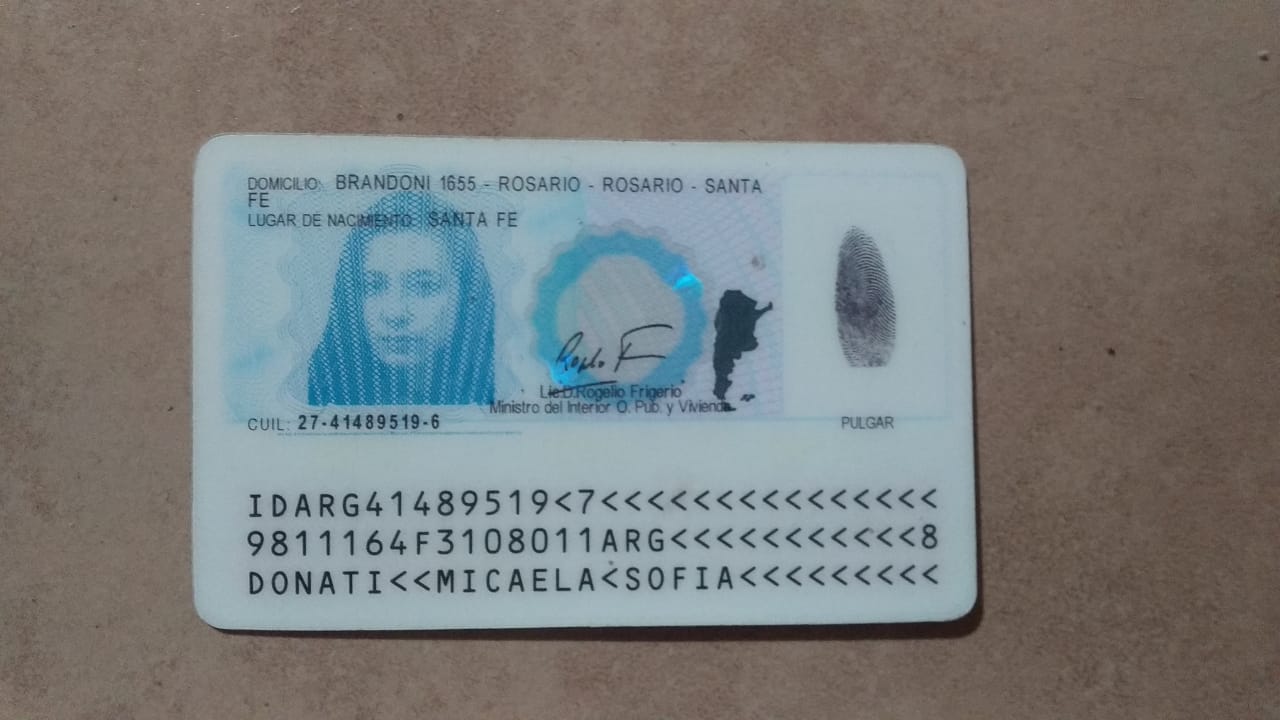 DOMICILIO: BRANDONI 1655 - ROSARIO - ROSARIO - SANTA
FE
LUGAR DE NACIMIENTO: SANTA FE
Lic D.Rogelio Frigerio
Ministro del Interior O. Pub. y Vivienda
CUIL: 27-41489519-6
PULGAR
IDARG41489519<7<<<<<<<<<<<<<<<
9811164F3108011ARG<<<<<<<<<<<8
DONATI<<MICAELA<SOFIA<<<<<<<<<